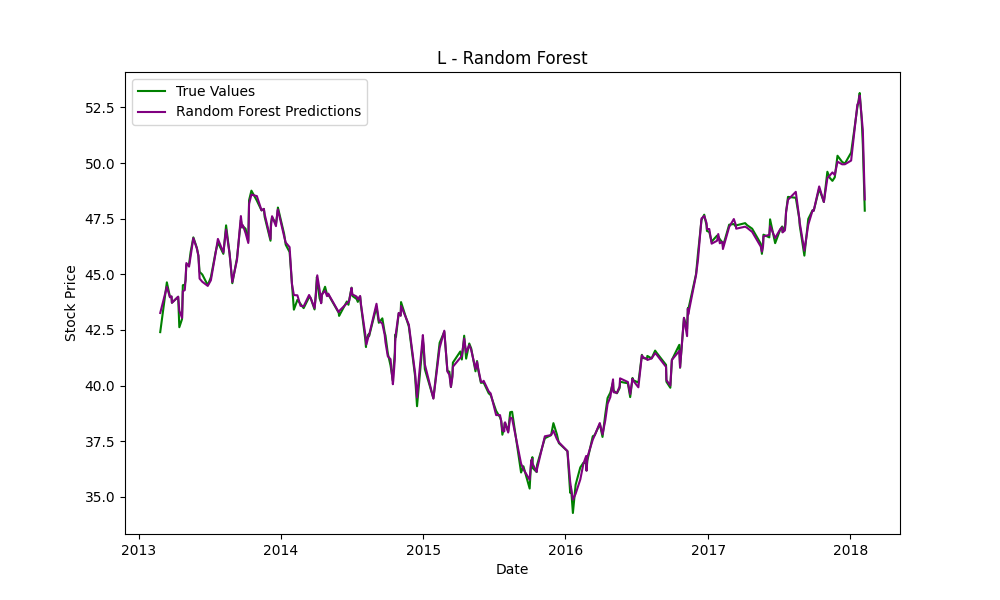 L - Random Forest
True Values
Random Forest Predictions
52.5
50.0
47.5
45.0
42.5
40.0
37.5
35.0
Stock Price
2013 2014 2015 2016 2017 2018
Date